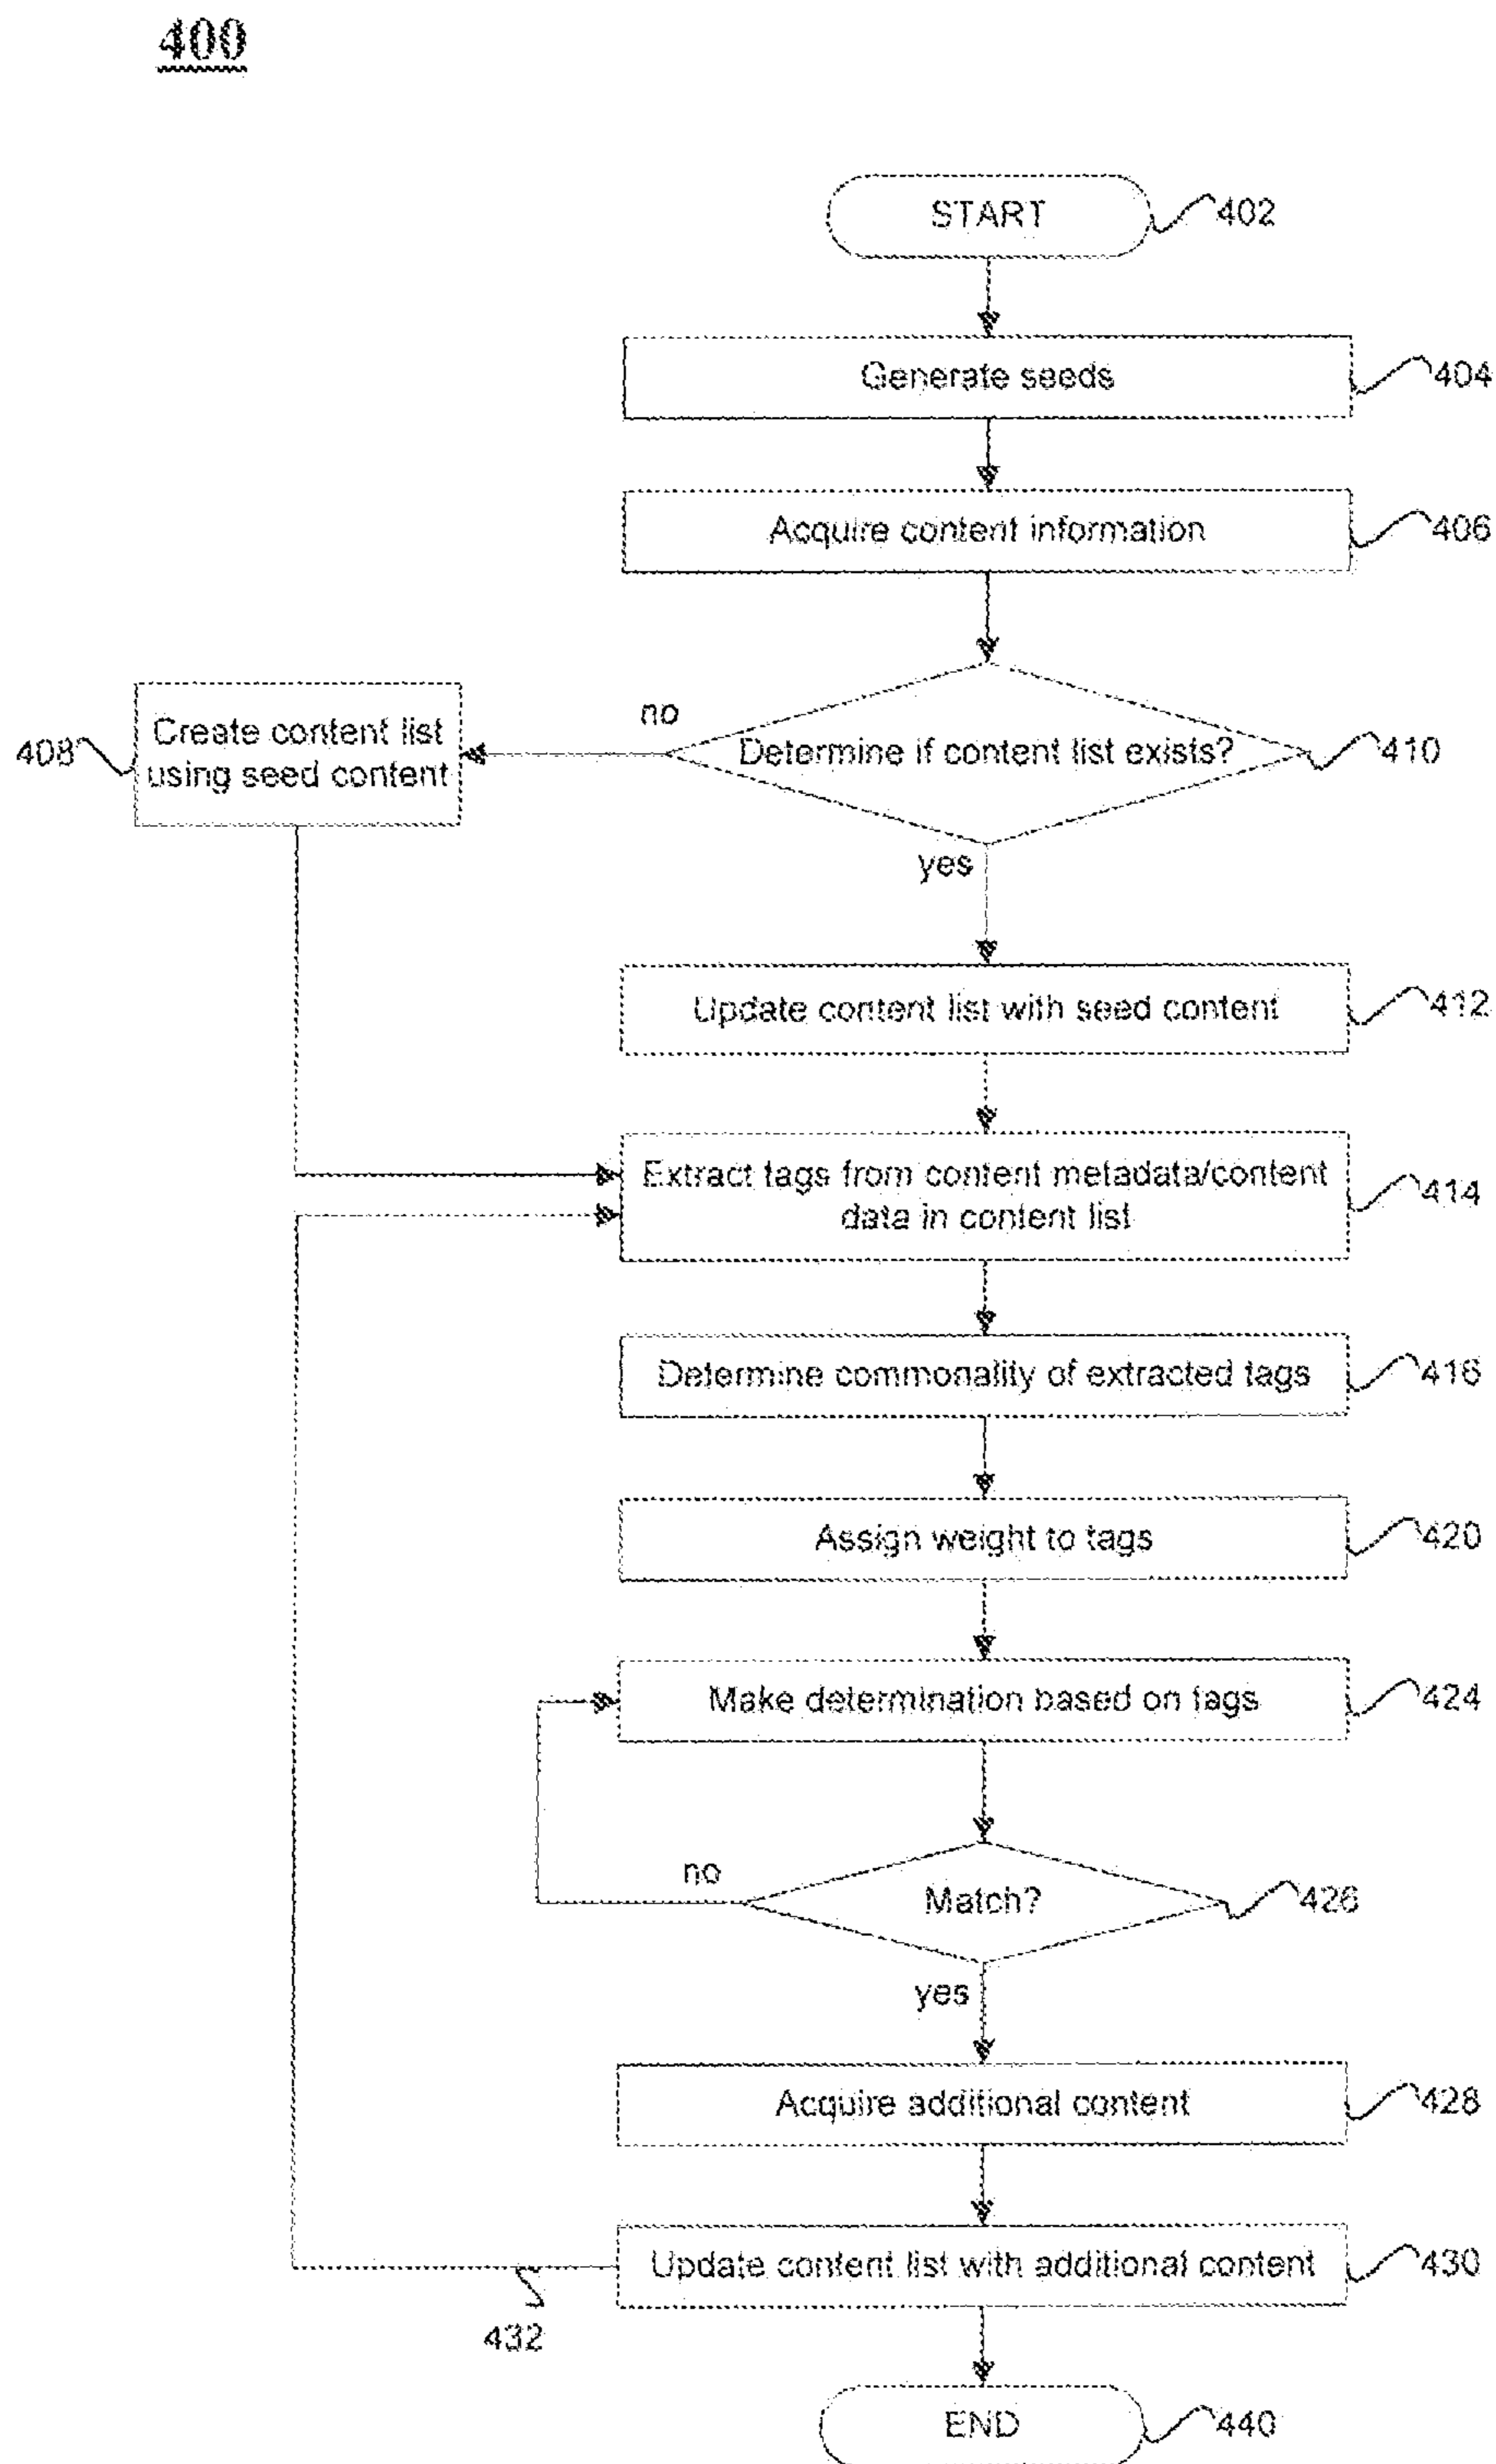 400
START
402
Generate seeds
404
Acquire content information
406
no
Create content list
using seed content
408
Determine if content list exists?
410
yes
Update content list with seed content
412
Extract tags from content metadata/content
data in content list
414
Determine commonality of extracted tags
416
Assign weight to tags
420
Make determination based on tags
424
no
Match?
426
yes
Acquire additional content
428
Update content list with additional content
430
432
END
440